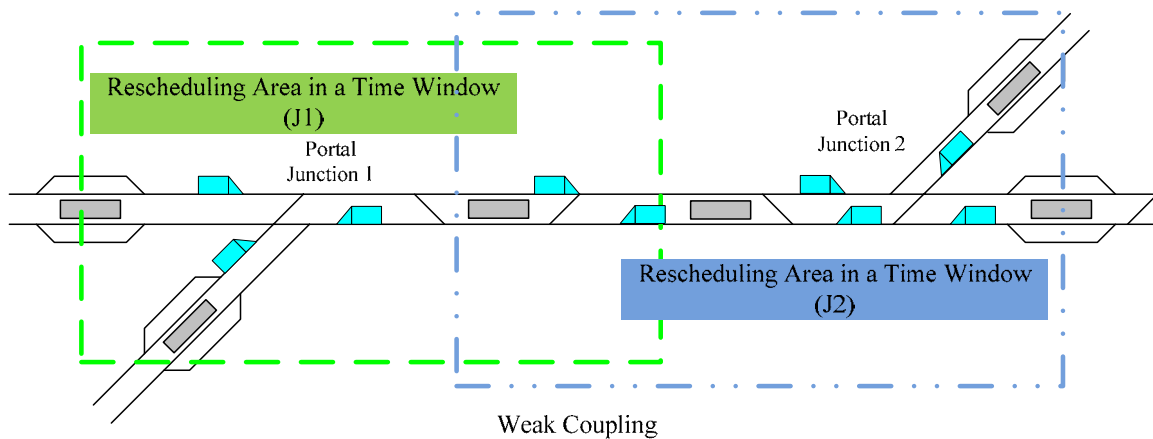 Rescheduling Area in a Time Window
(J1)
Portal
Junction 1
Portal
Junction 2
Rescheduling Area in a Time Window
(J2)
Weak Coupling